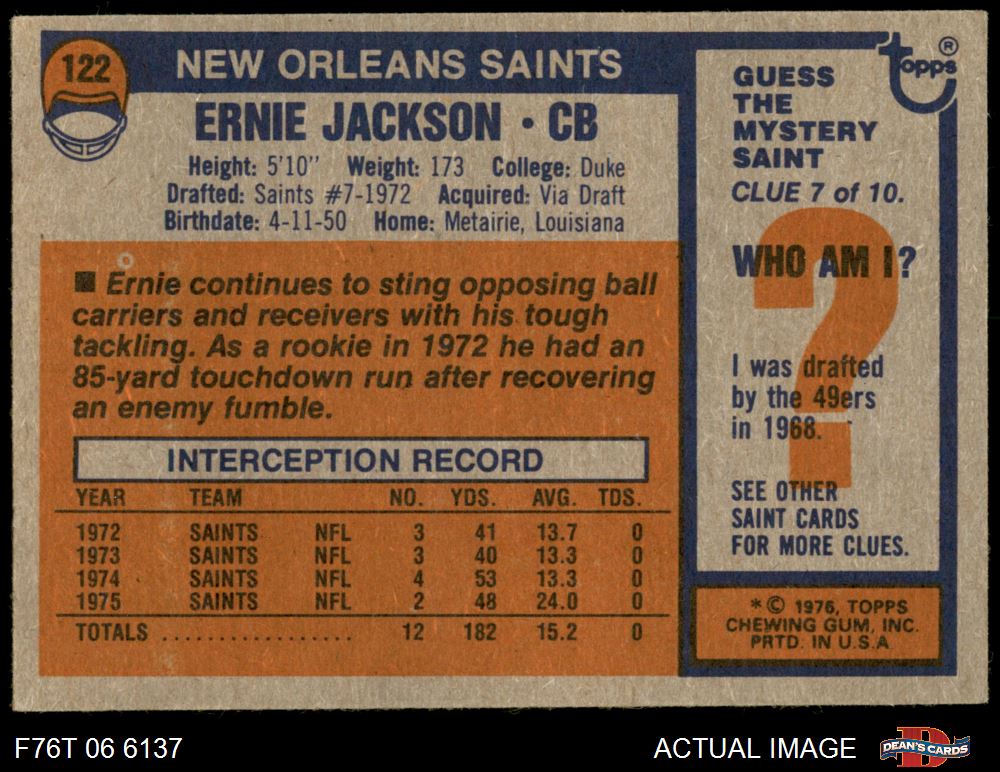 122
NEW ORLEANS SAINTS
ERNIE JACKSON • CB
Height: 5'10" Weight: 173 College: Duke
Drafted: Saints #7-1972 Acquired: Via Draft
Birthdate: 4-11-50 Home: Metairie, Louisiana
■ Ernie continues to sting opposing ball
carriers and receivers with his tough
tackling. As a rookie in 1972 he had an
85-yard touchdown run after recovering
an enemy fumble.
INTERCEPTION RECORD
YEAR TEAM NO. YDS. AVG. TDS.
1972 SAINTS NFL 3 41 13.7 0
1973 SAINTS NFL 3 40 13.3 0
1974 SAINTS NFL 4 53 13.3 0
1975 SAINTS NFL 2 48 24.0 0
TOTALS .................. 12 182 15.2 0
topps ®
GUESS
THE
MYSTERY
SAINT
CLUE 7 of 10.
?
WHO AM I?
I was drafted
by the 49ers
in 1968.
SEE OTHER
SAINT CARDS
FOR MORE CLUES.
*© 1976, TOPPS
CHEWING GUM, INC.
PRTD. IN U.S.A.
F76T 06 6137
ACTUAL IMAGE
DEAN'S CARDS